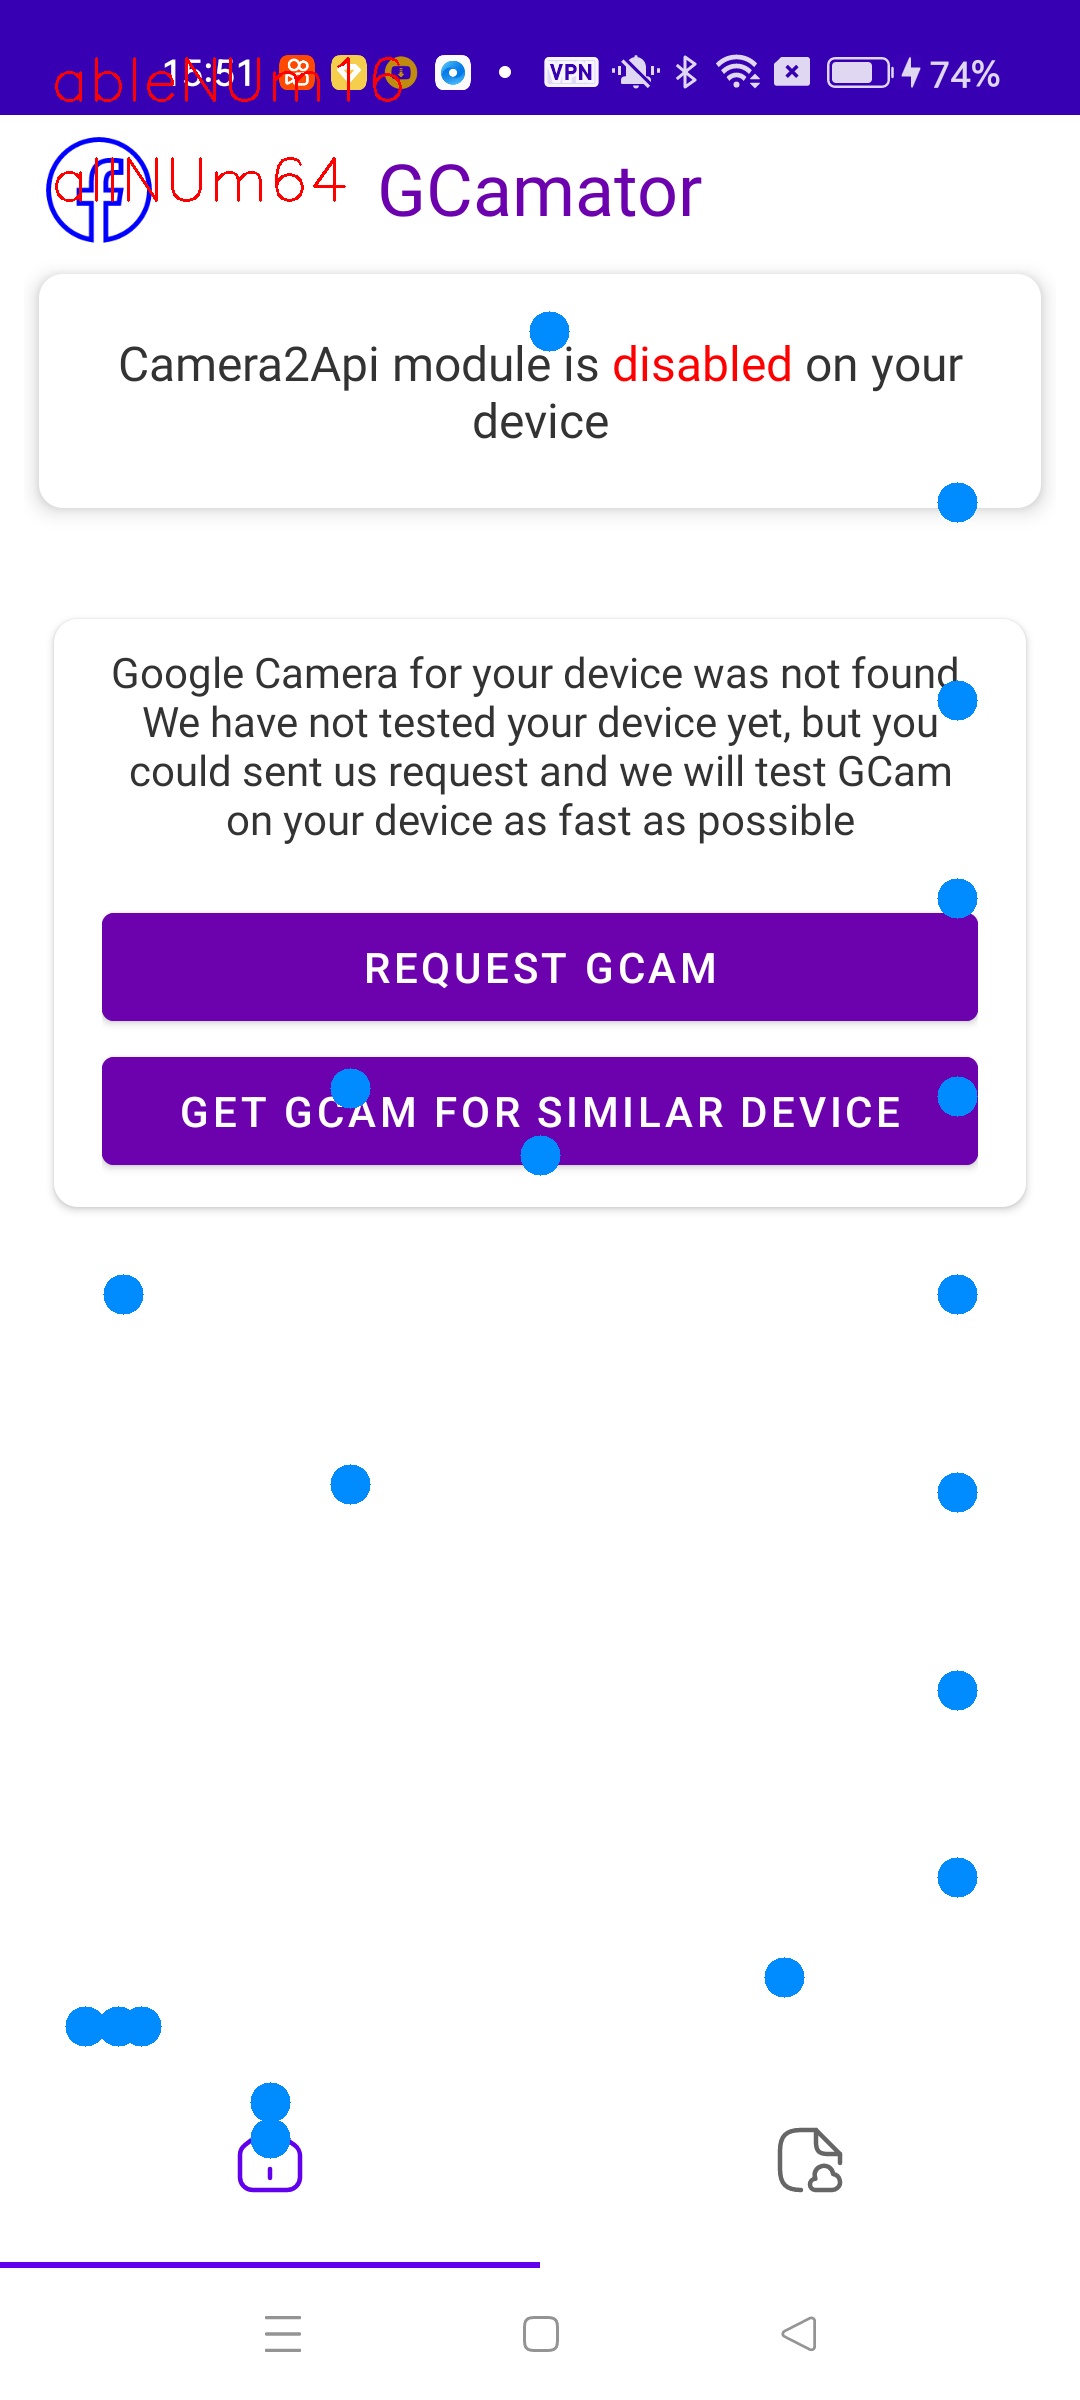 15:51 VPN 74%
ableNUm16
allNUm64
GCamator
Camera2Api module is disabled on your
device
Google Camera for your device was not found
We have not tested your device yet, but you
could sent us request and we will test GCam
on your device as fast as possible
REQUEST GCAM
GET GCAM FOR SIMILAR DEVICE